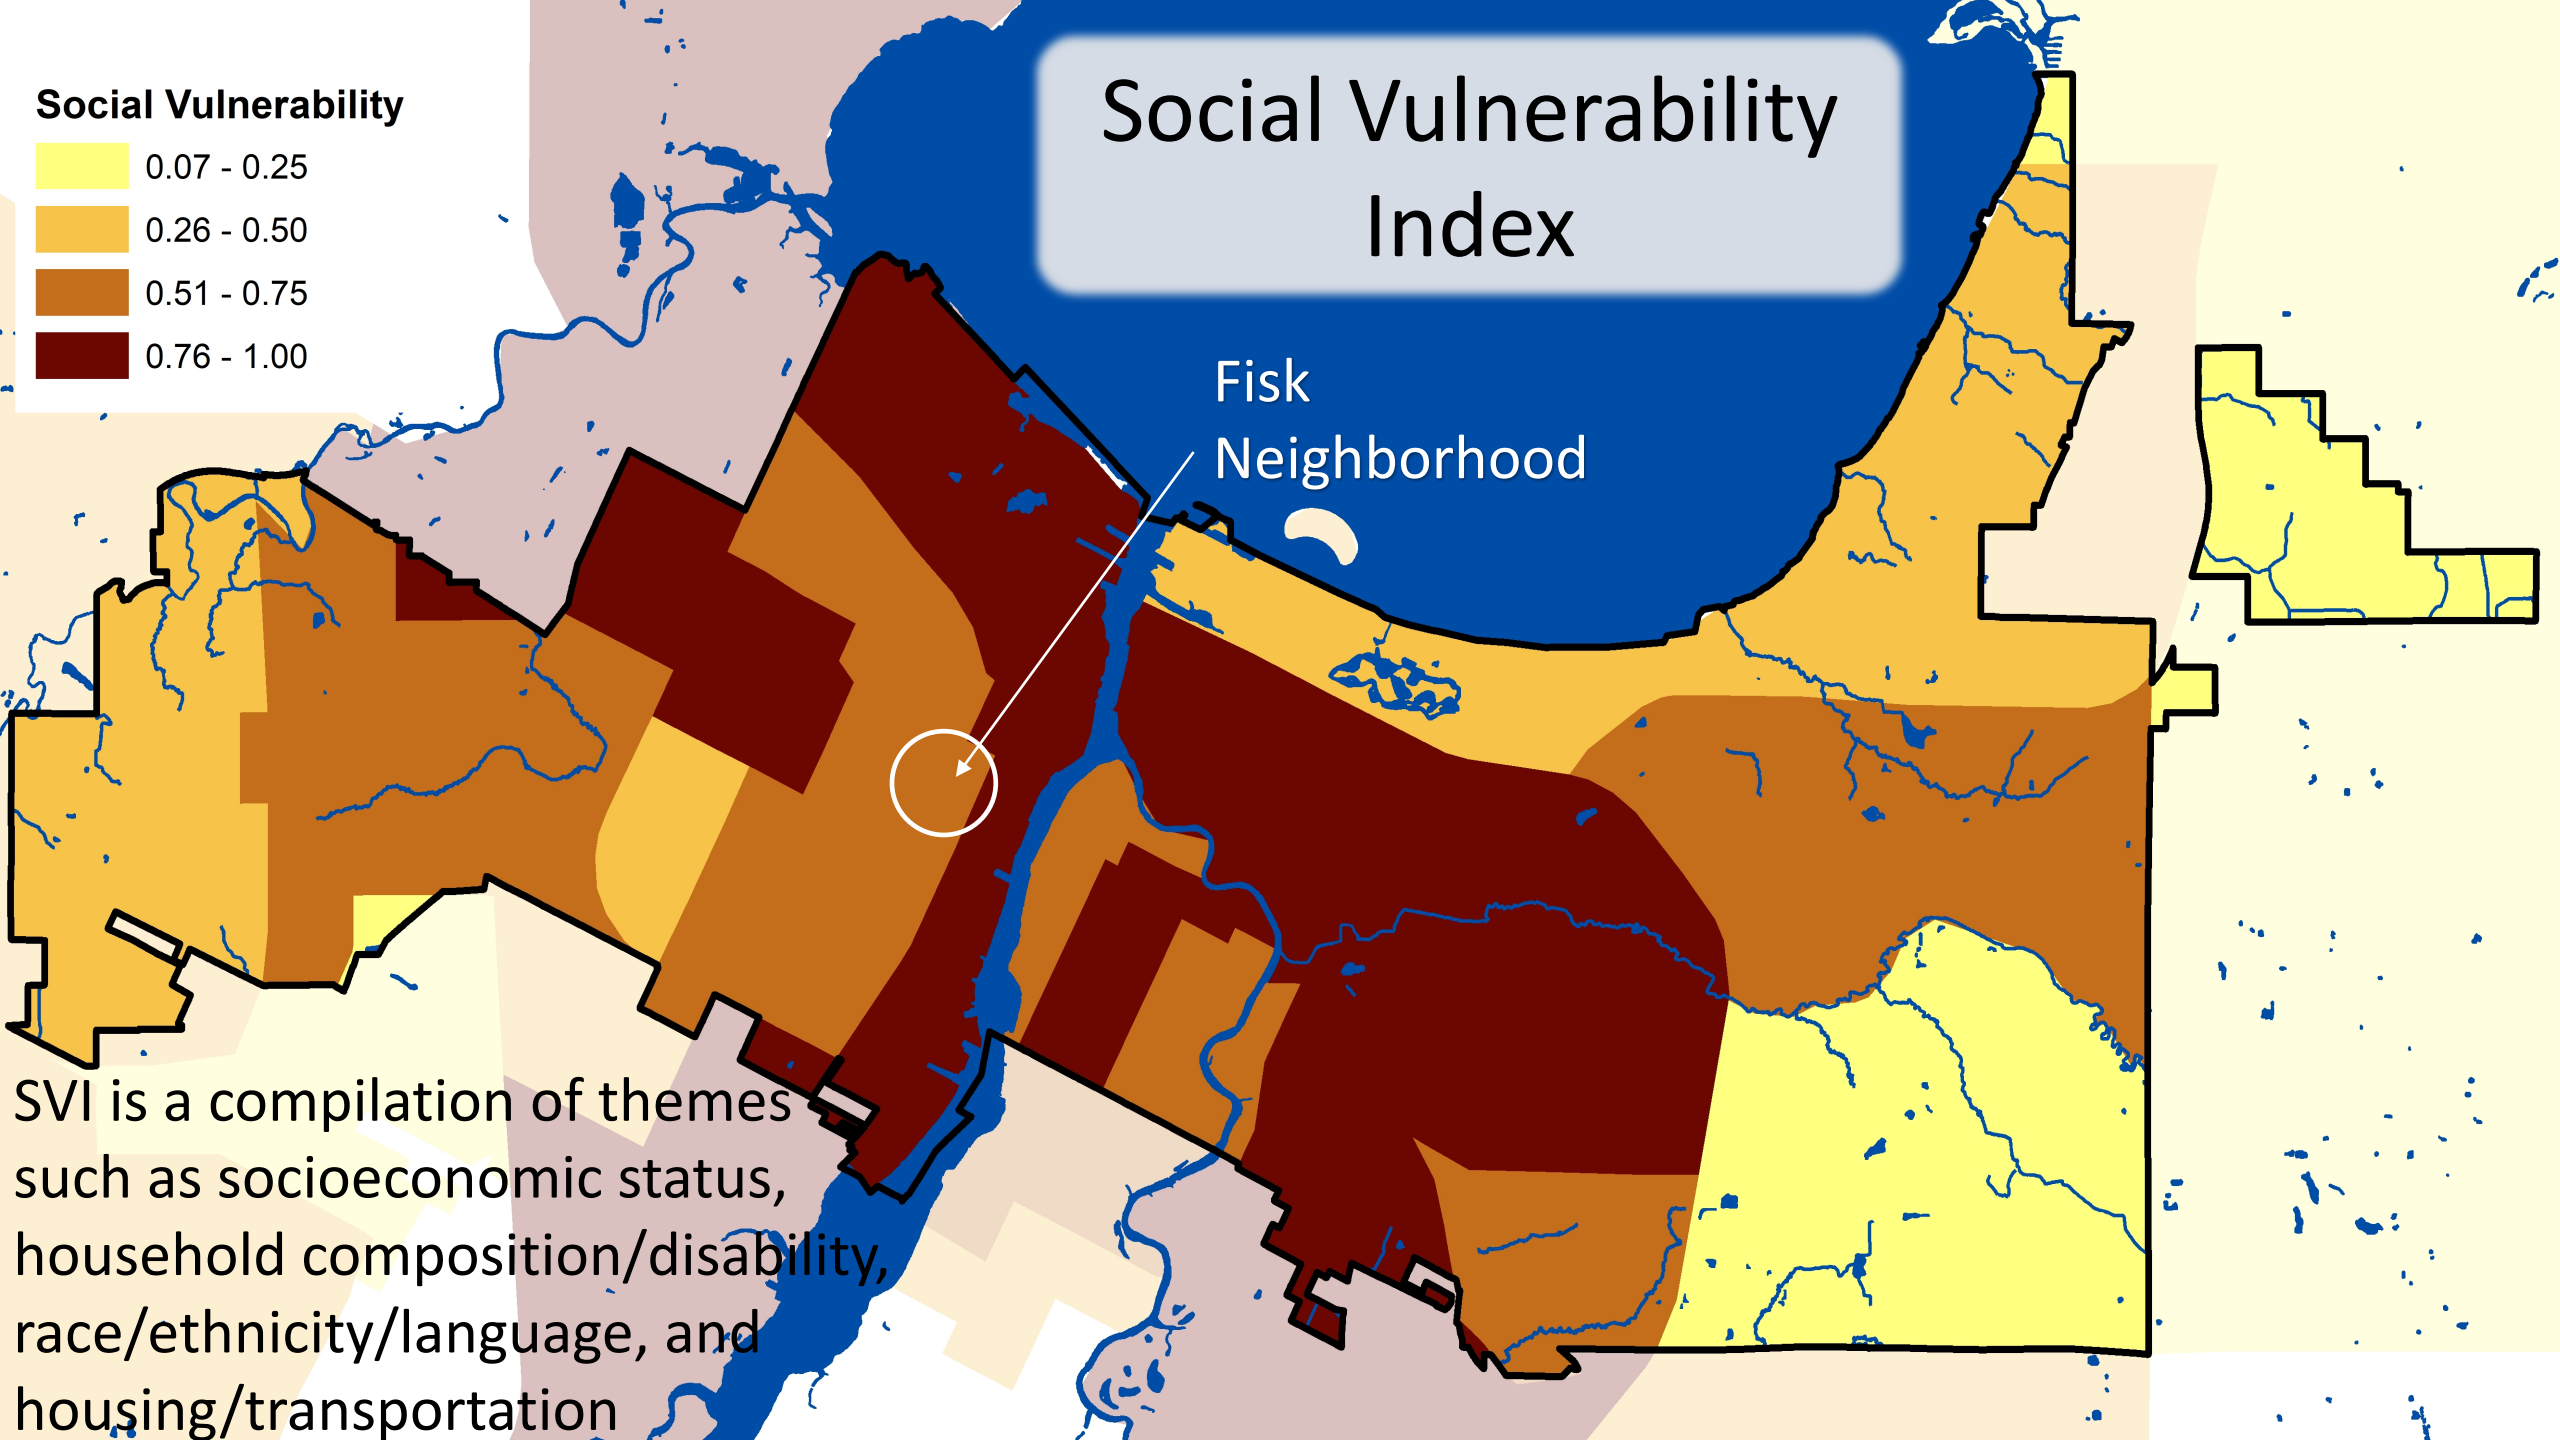 Social Vulnerability
Index
Social Vulnerability
0.07 - 0.25
0.26 - 0.50
0.51 - 0.75
0.76 - 1.00
Fisk
Neighborhood
SVI is a compilation of themes
such as socioeconomic status,
household composition/disability,
race/ethnicity/language, and
housing/transportation